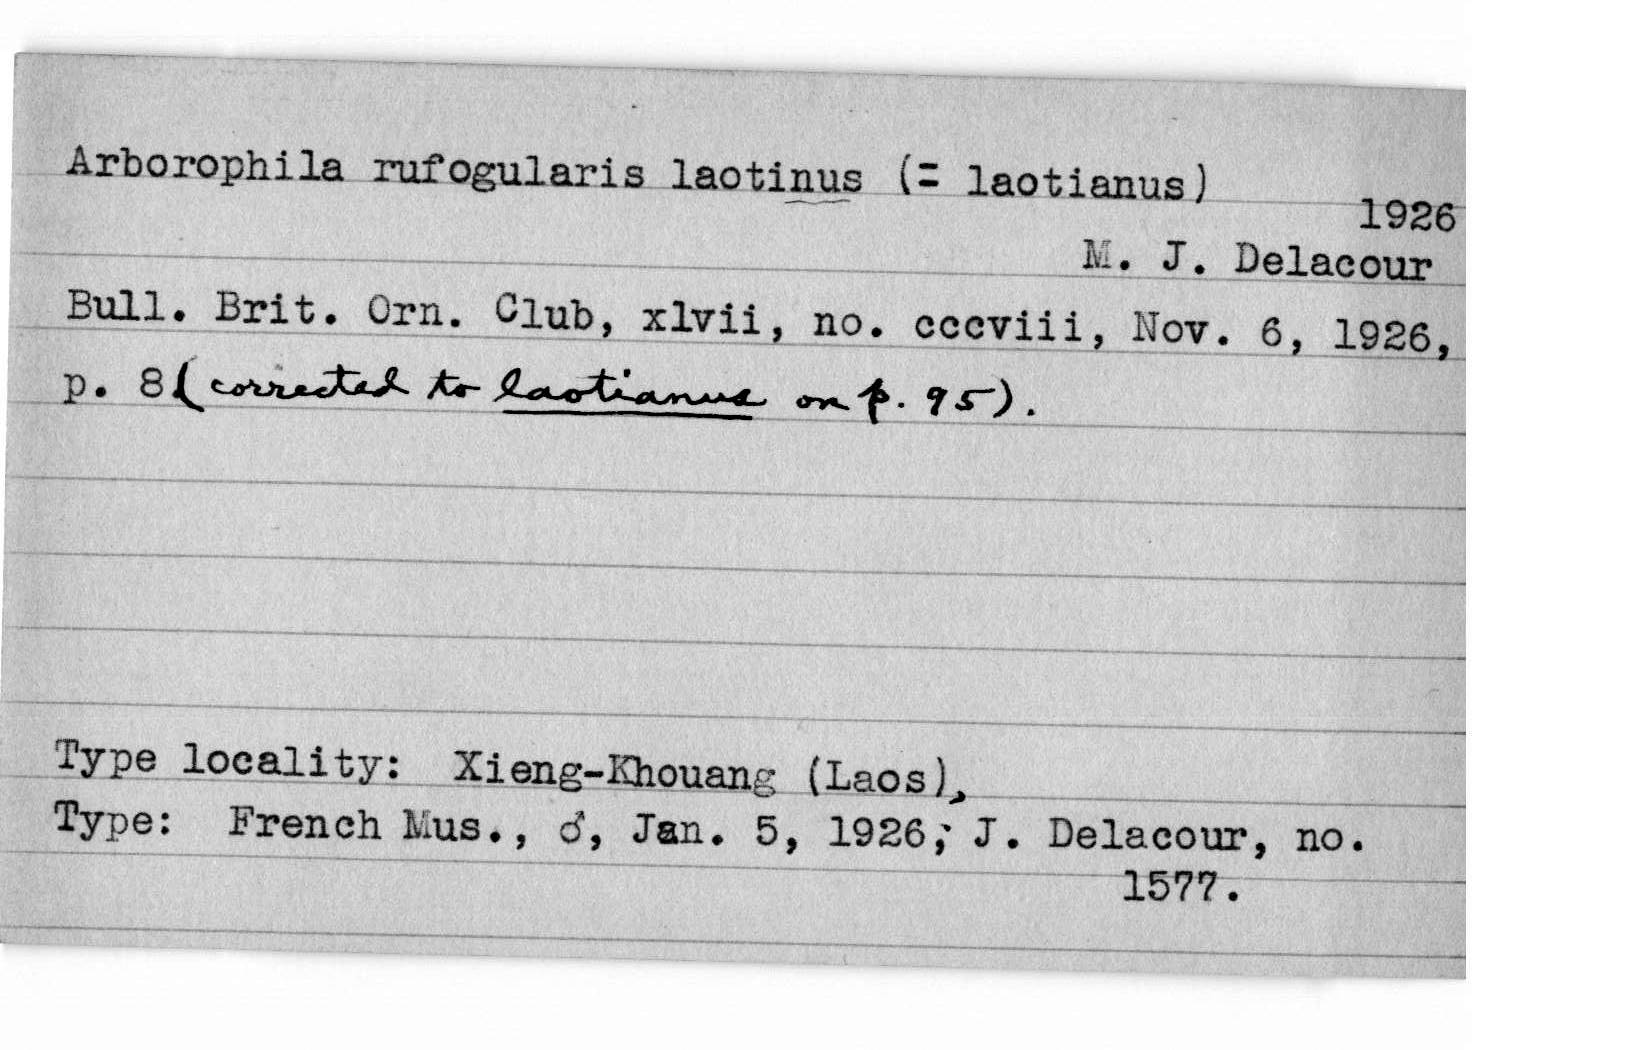 Arborophila rufogularis laotinus (= laotianus)
1926
M. J. Delacour
Bull. Brit. Orn. Club, xlvii, no. cccviii, Nov. 6, 1926,
p. 8 (corrected to laotianus on p. 95).
Type locality: Xieng-Khouang (Laos),
Type: French Mus., ♂, Jan. 5, 1926; J. Delacour, no.
1577.